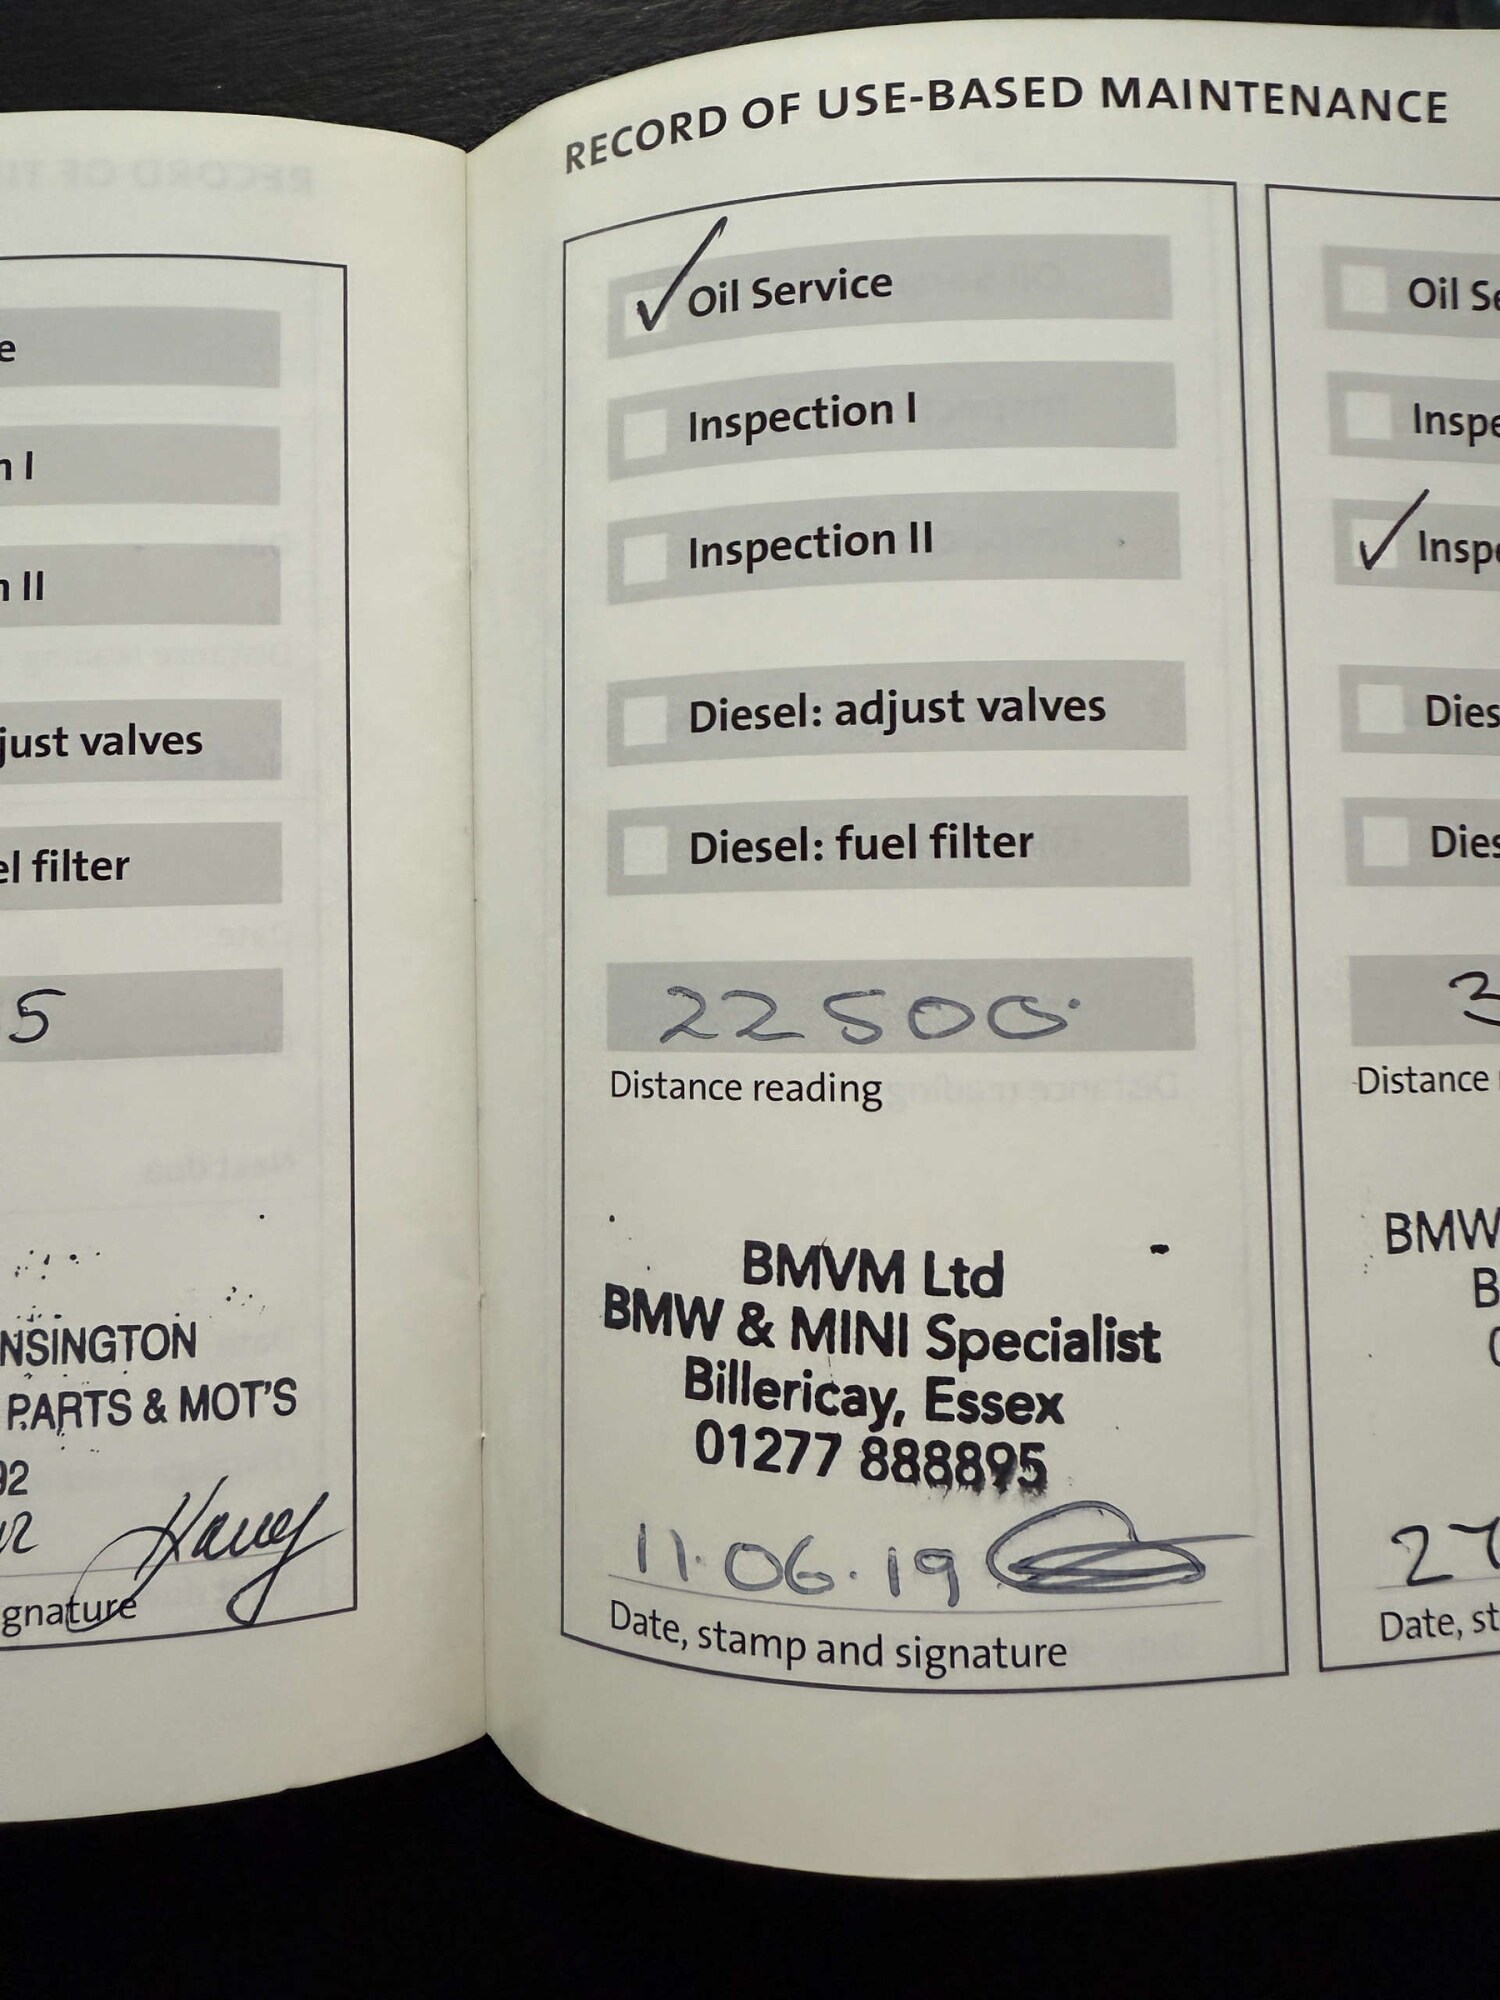 e
n I
n II
just valves
el filter
5
NSINGTON
PARTS & MOT'S
92
gnature
RECORD OF USE-BASED MAINTENANCE
Oil Service
Inspection I
Inspection II
Diesel: adjust valves
Diesel: fuel filter
22500
Distance reading
BMVM Ltd
BMW & MINI Specialist
Billericay, Essex
01277 888895
11.06.19
Date, stamp and signature
Oil Se
Inspe
Inspe
Dies
Dies
3
Distance
BMW
B
27
Date, st